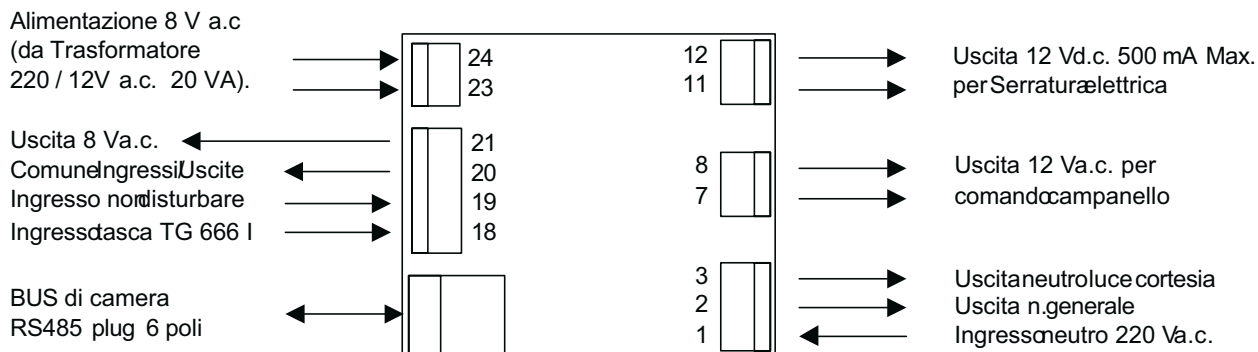 Alimentazione 8 V a.c
(da Trasformatore
220 / 12V a.c. 20 VA).
24
23
Uscita 8 Va.c.
Comune Ingressi/Uscite
Ingresso non disturbare
Ingresso tasca TG 666 I
21
20
19
18
BUS di camera
RS485 plug 6 poli
12
11
Uscita 12 Vd.c. 500 mA Max.
per Serratura elettrica
8
7
Uscita 12 Va.c. per
comando campanello
3
2
1
Uscita neutro luce cortesia
Uscita n.generale
Ingresso neutro 220 Va.c.